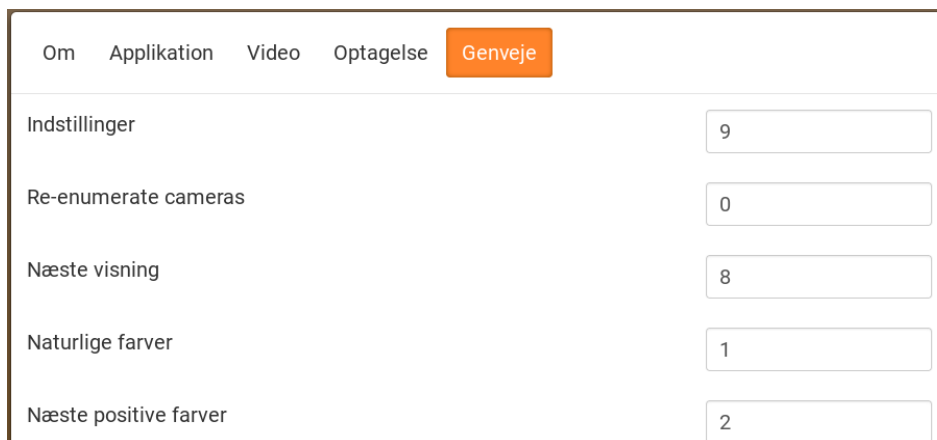 Om Applikation Video Optagelse Genveje
Indstillinger 9
Re-enumerate cameras 0
Næste visning 8
Naturlige farver 1
Næste positive farver 2